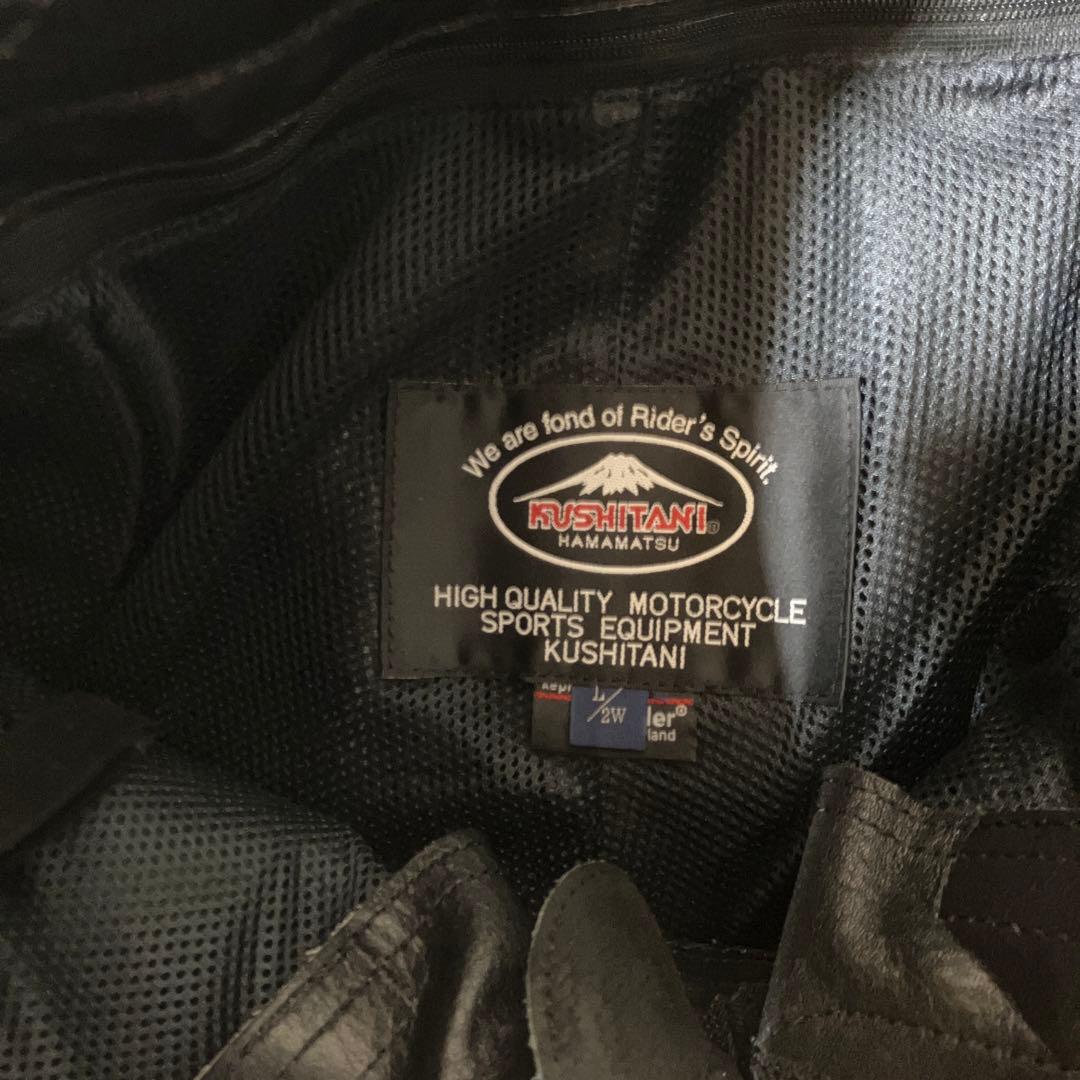 We are fond of Rider's Spirit.
KUSHITANI®
HAMAMATSU
HIGH QUALITY MOTORCYCLE
SPORTS EQUIPMENT
KUSHITANI
L/2W